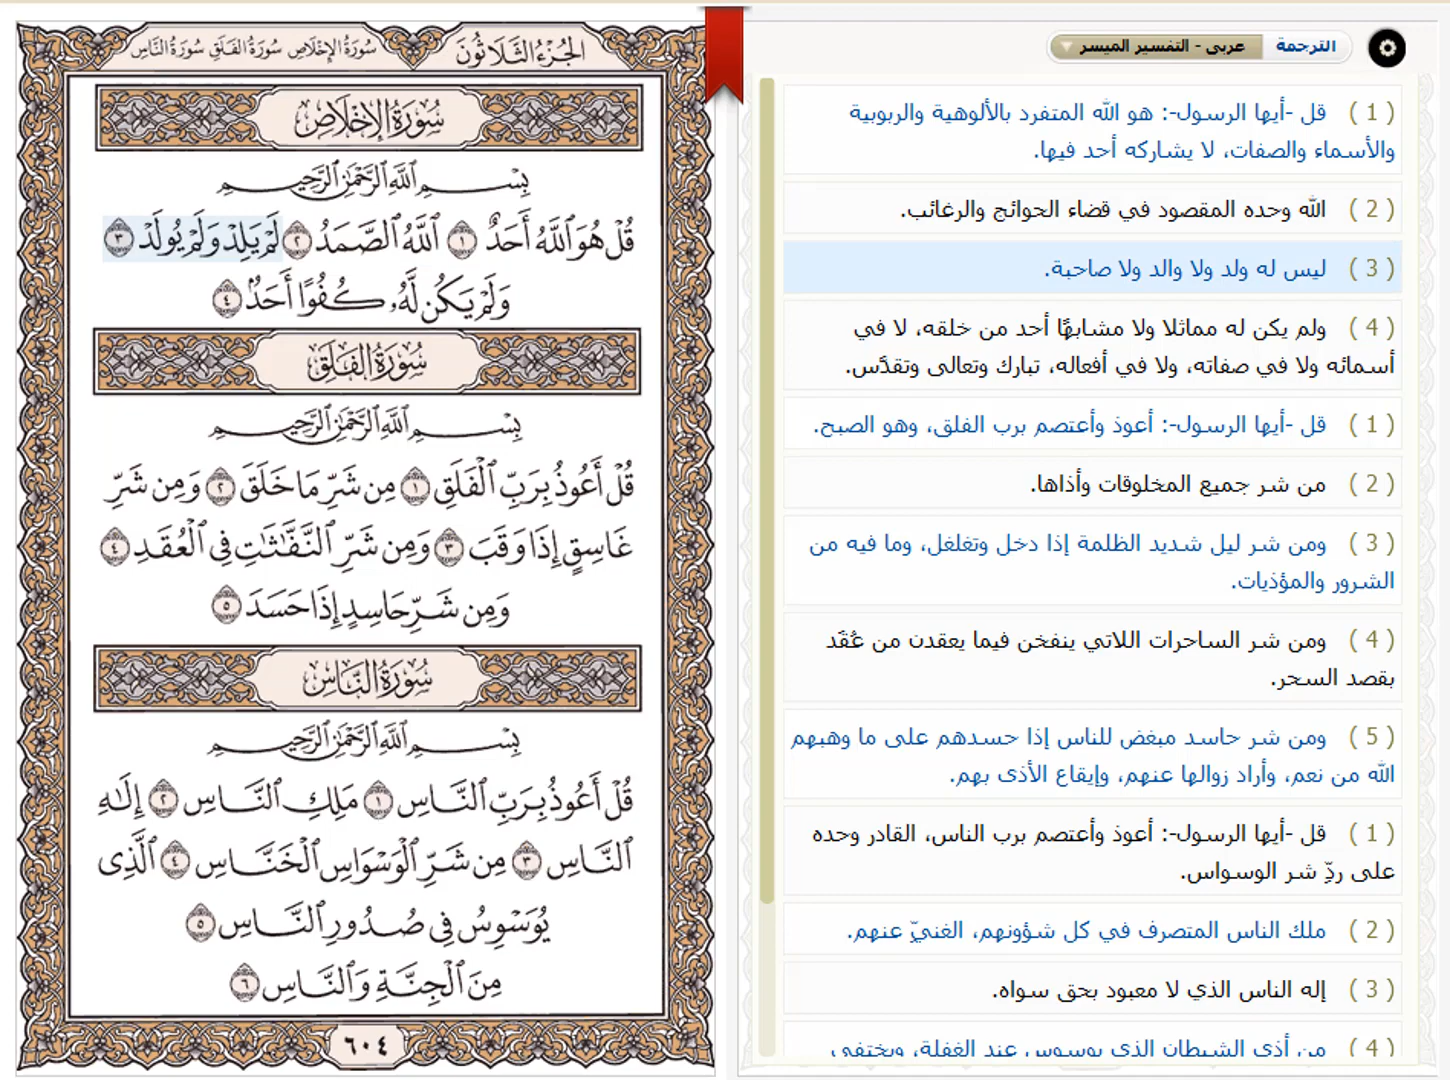 الجُزْءُ الثَّلَاثُونَ
سُورَةُ الإِخْلَاصِ سُورَةُ الفَلَقِ سُورَةُ النَّاسِ
سُورَةُ الإِخْلَاصِ
بِسْمِ ٱللَّهِ ٱلرَّحْمَٰنِ ٱلرَّحِيمِ
قُلْ هُوَ ٱللَّهُ أَحَدٌ ١ ٱللَّهُ ٱلصَّمَدُ ٢ لَمْ يَلِدْ وَلَمْ يُولَدْ ٣
وَلَمْ يَكُن لَّهُۥ كُفُوًا أَحَدٌۢ ٤
سُورَةُ الفَلَقِ
بِسْمِ ٱللَّهِ ٱلرَّحْمَٰنِ ٱلرَّحِيمِ
قُلْ أَعُوذُ بِرَبِّ ٱلْفَلَقِ ١ مِن شَرِّ مَا خَلَقَ ٢ وَمِن شَرِّ
غَاسِقٍ إِذَا وَقَبَ ٣ وَمِن شَرِّ ٱلنَّفَّٰثَٰتِ فِى ٱلْعُقَدِ ٤
وَمِن شَرِّ حَاسِدٍ إِذَا حَسَدَ ٥
سُورَةُ النَّاسِ
بِسْمِ ٱللَّهِ ٱلرَّحْمَٰنِ ٱلرَّحِيمِ
قُلْ أَعُوذُ بِرَبِّ ٱلنَّاسِ ١ مَلِكِ ٱلنَّاسِ ٢ إِلَٰهِ
ٱلنَّاسِ ٣ مِن شَرِّ ٱلْوَسْوَاسِ ٱلْخَنَّاسِ ٤ ٱلَّذِى
يُوَسْوِسُ فِى صُدُورِ ٱلنَّاسِ ٥
مِنَ ٱلْجِنَّةِ وَٱلنَّاسِ ٦
٦٠٤
الترجمة
عربى - التفسير الميسر
( 1 ) قل -أيها الرسول-: هو الله المتفرد بالألوهية والربوبية
والأسماء والصفات، لا يشاركه أحد فيها.
( 2 ) الله وحده المقصود في قضاء الحوائج والرغائب.
( 3 ) ليس له ولد ولا والد ولا صاحبة.
( 4 ) ولم يكن له مماثلا ولا مشابهًا أحد من خلقه، لا في
أسمائه ولا في صفاته، ولا في أفعاله، تبارك وتعالى وتقدَّس.
( 1 ) قل -أيها الرسول-: أعوذ وأعتصم برب الفلق، وهو الصبح.
( 2 ) من شر جميع المخلوقات وأذاها.
( 3 ) ومن شر ليل شديد الظلمة إذا دخل وتغلغل، وما فيه من
الشرور والمؤذيات.
( 4 ) ومن شر الساحرات اللاتي ينفخن فيما يعقدن من عُقَد
بقصد السحر.
( 5 ) ومن شر حاسد مبغض للناس إذا حسدهم على ما وهبهم
الله من نعم، وأراد زوالها عنهم، وإيقاع الأذى بهم.
( 1 ) قل -أيها الرسول-: أعوذ وأعتصم برب الناس، القادر وحده
على ردِّ شر الوسواس.
( 2 ) ملك الناس المتصرف في كل شؤونهم، الغنيِّ عنهم.
( 3 ) إله الناس الذي لا معبود بحق سواه.
( 4 ) من أذى الشيطان الذي يوسوس عند الغفلة، ويختفي